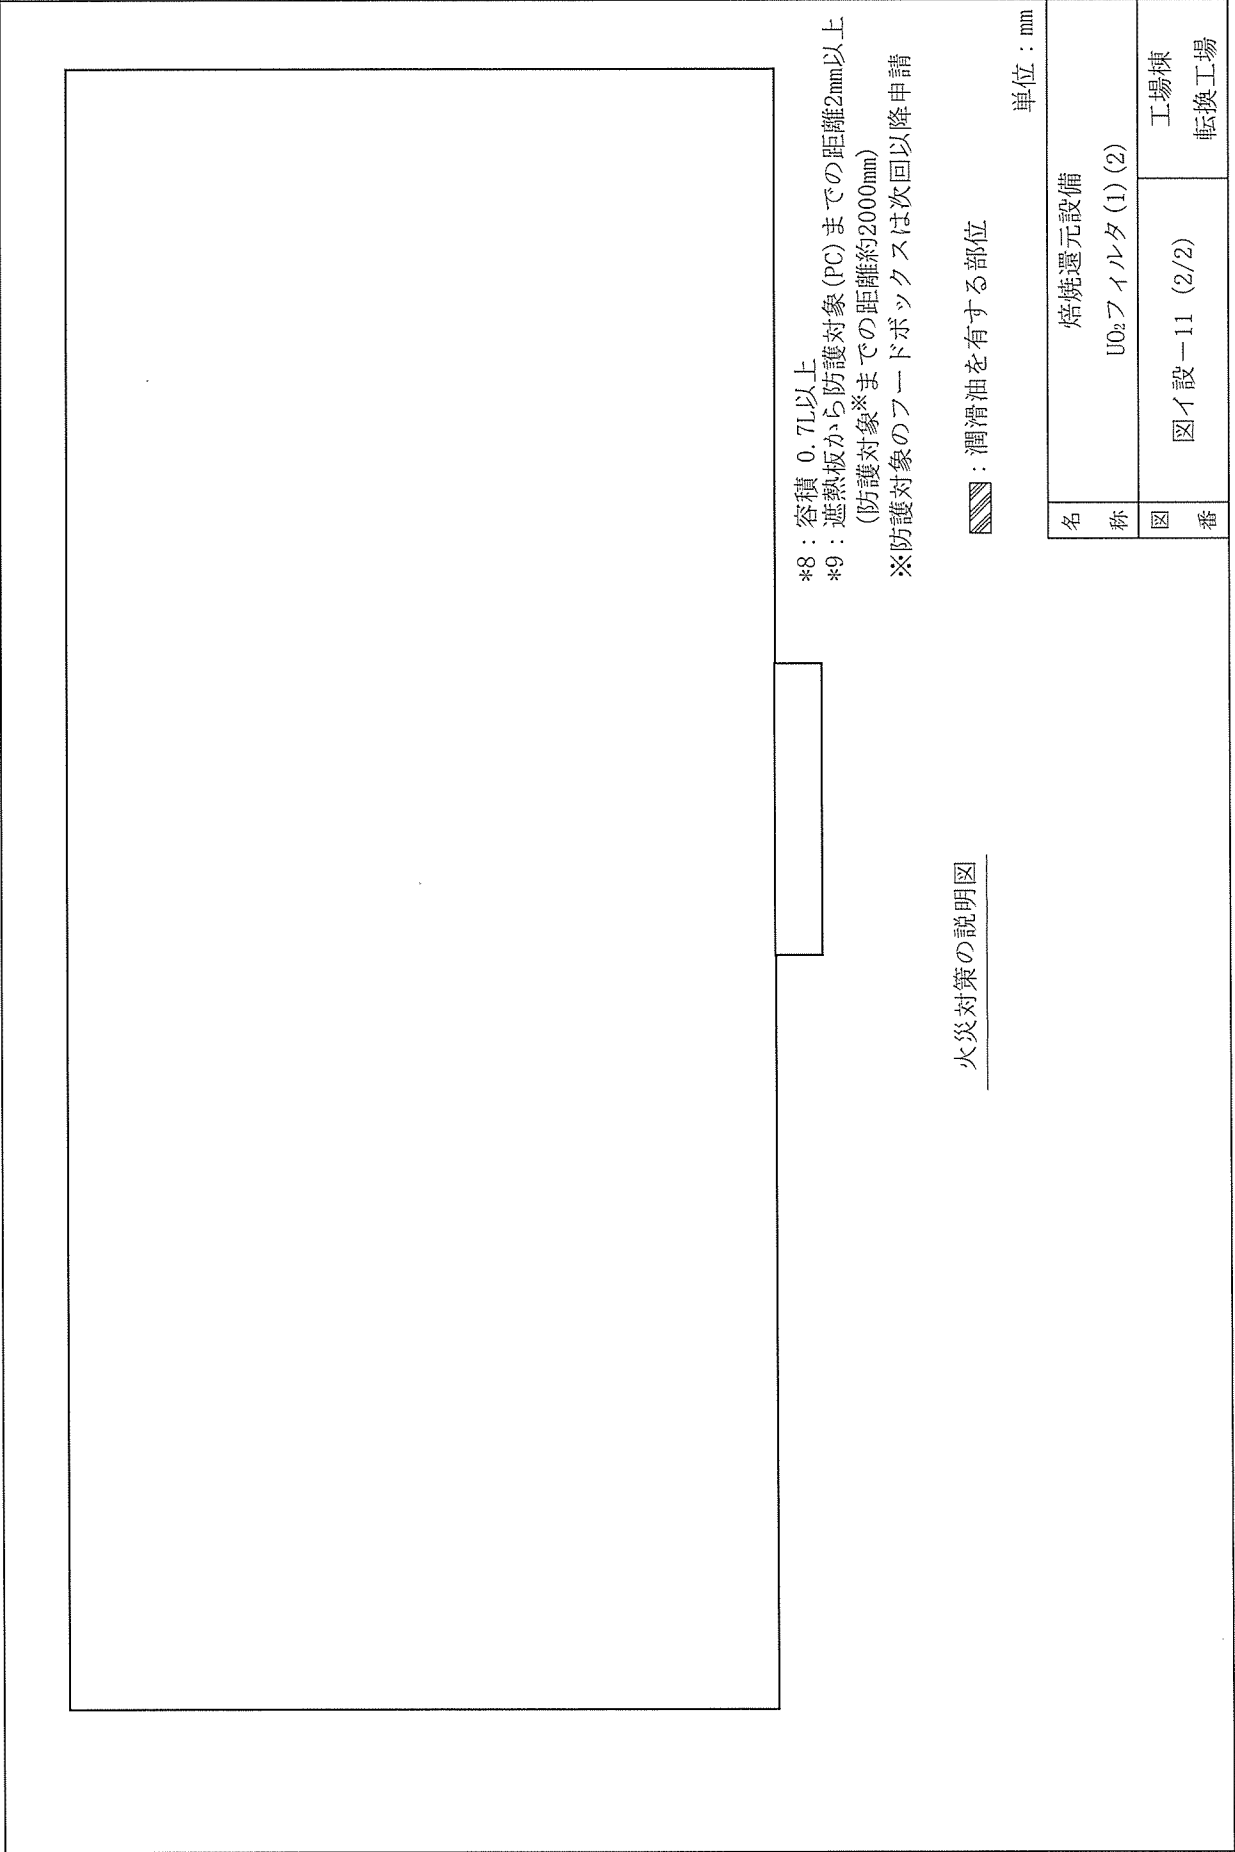 *8：容積 0.7L以上
*9：遮熱板から防護対象(PC)までの距離2mm以上
(防護対象※までの距離約2000mm)
※防護対象のフードボックスは次回以降申請
：潤滑油を有する部位
火災対策の説明図
単位：mm
名称
焙焼還元設備
UO₂フィルタ(1)(2)
図番
図イ設－11 (2/2)
工場棟
転換工場